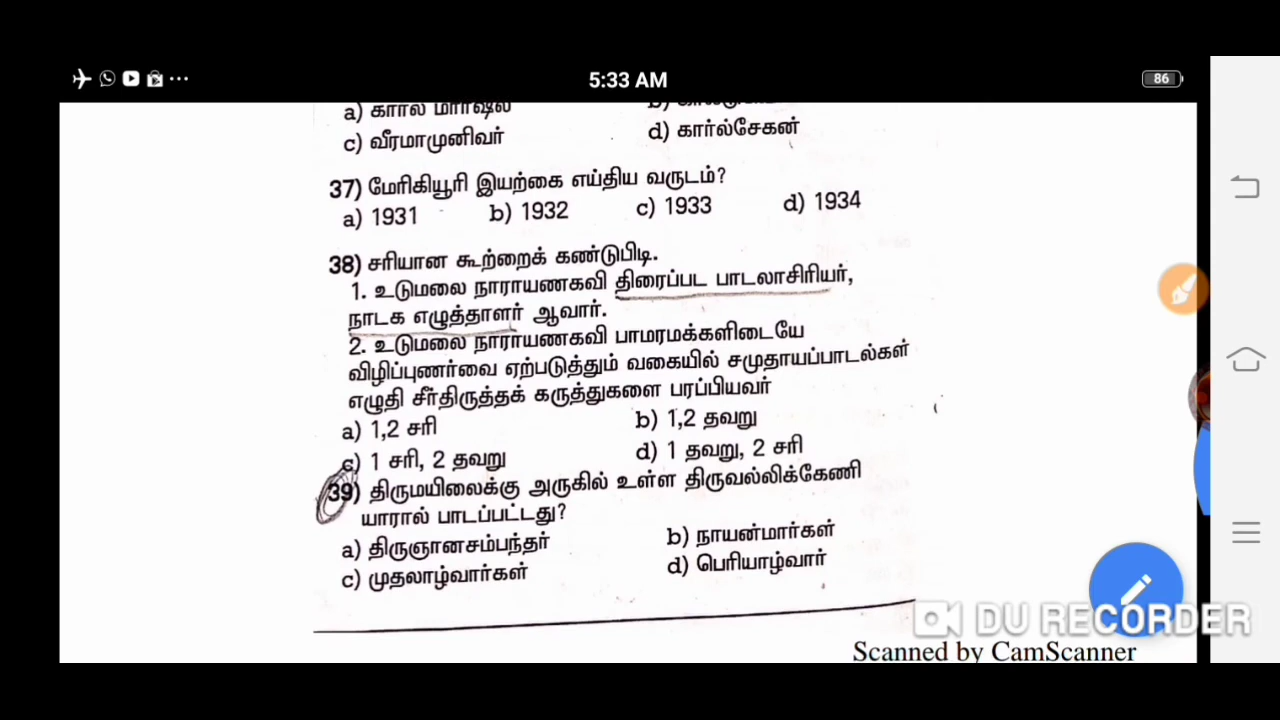 5:33 AM
86
a) கார்ல் மார்ஷல்
c) வீரமாமுனிவர்
d) கார்ல்சேகன்
37) மேரிகியூரி இயற்கை எய்திய வருடம்?
a) 1931 b) 1932 c) 1933 d) 1934
38) சரியான கூற்றைக் கண்டுபிடி.
1. உடுமலை நாராயணகவி திரைப்பட பாடலாசிரியர்,
நாடக எழுத்தாளர் ஆவார்.
2. உடுமலை நாராயணகவி பாமரமக்களிடையே
விழிப்புணர்வை ஏற்படுத்தும் வகையில் சமுதாயப்பாடல்கள்
எழுதி சீர்திருத்தக் கருத்துகளை பரப்பியவர்
a) 1,2 சரி b) 1,2 தவறு
c) 1 சரி, 2 தவறு d) 1 தவறு, 2 சரி
39) திருமயிலைக்கு அருகில் உள்ள திருவல்லிக்கேணி
யாரால் பாடப்பட்டது?
a) திருஞானசம்பந்தர் b) நாயன்மார்கள்
c) முதலாழ்வார்கள் d) பெரியாழ்வார்
DU RECORDER
Scanned by CamScanner